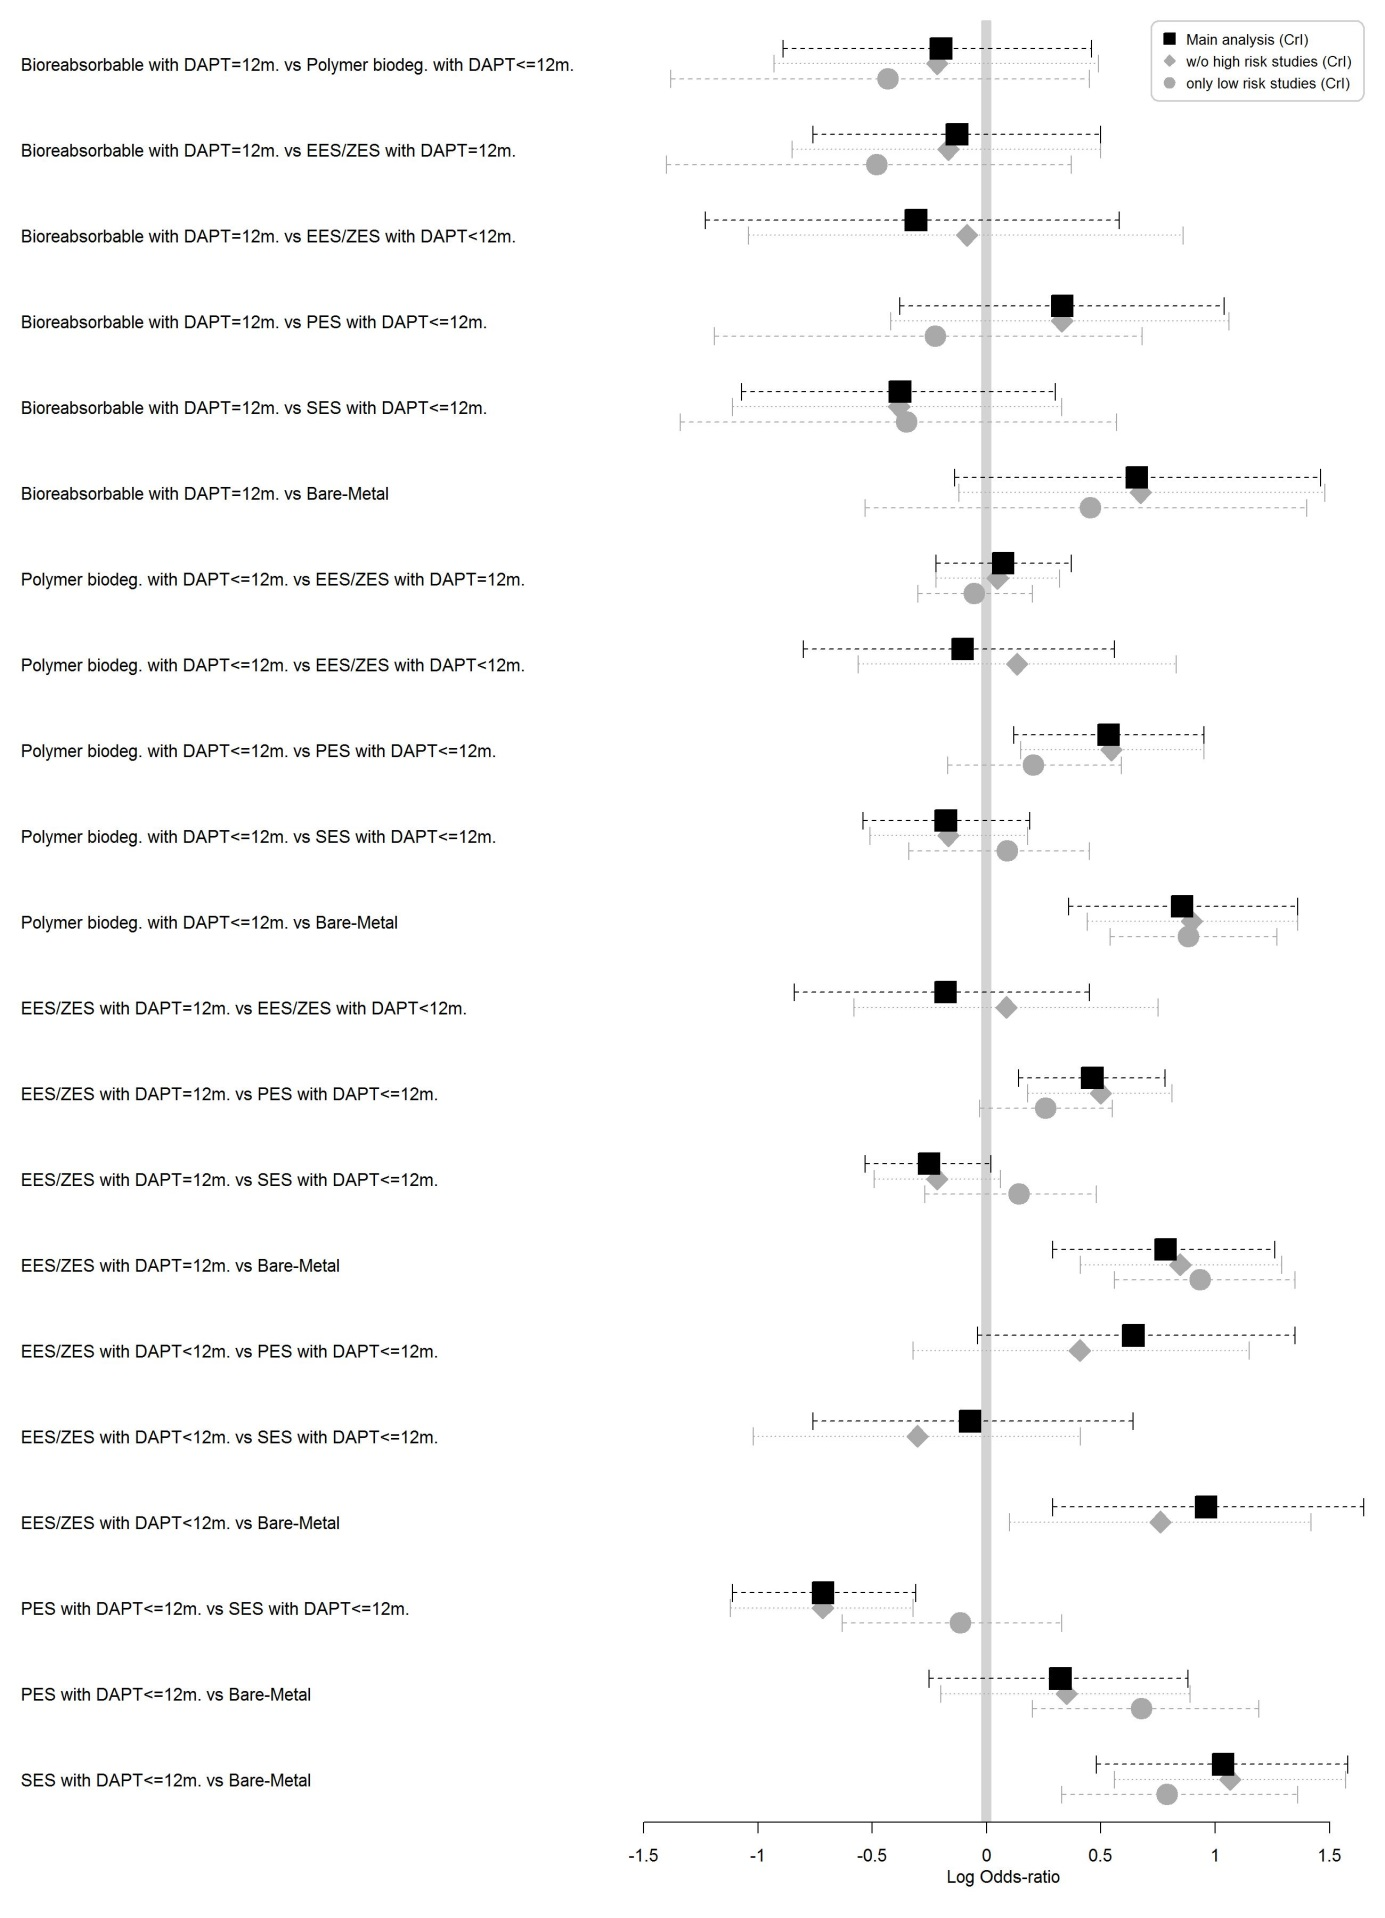 Main analysis (CrI)
w/o high risk studies (CrI)
only low risk studies (CrI)
Bioreabsorbable with DAPT=12m. vs Polymer biodeg. with DAPT<=12m.
Bioreabsorbable with DAPT=12m. vs EES/ZES with DAPT=12m.
Bioreabsorbable with DAPT=12m. vs EES/ZES with DAPT<12m.
Bioreabsorbable with DAPT=12m. vs PES with DAPT<=12m.
Bioreabsorbable with DAPT=12m. vs SES with DAPT<=12m.
Bioreabsorbable with DAPT=12m. vs Bare-Metal
Polymer biodeg. with DAPT<=12m. vs EES/ZES with DAPT=12m.
Polymer biodeg. with DAPT<=12m. vs EES/ZES with DAPT<12m.
Polymer biodeg. with DAPT<=12m. vs PES with DAPT<=12m.
Polymer biodeg. with DAPT<=12m. vs SES with DAPT<=12m.
Polymer biodeg. with DAPT<=12m. vs Bare-Metal
EES/ZES with DAPT=12m. vs EES/ZES with DAPT<12m.
EES/ZES with DAPT=12m. vs PES with DAPT<=12m.
EES/ZES with DAPT=12m. vs SES with DAPT<=12m.
EES/ZES with DAPT=12m. vs Bare-Metal
EES/ZES with DAPT<12m. vs PES with DAPT<=12m.
EES/ZES with DAPT<12m. vs SES with DAPT<=12m.
EES/ZES with DAPT<12m. vs Bare-Metal
PES with DAPT<=12m. vs SES with DAPT<=12m.
PES with DAPT<=12m. vs Bare-Metal
SES with DAPT<=12m. vs Bare-Metal
-1.5 -1 -0.5 0 0.5 1 1.5
Log Odds-ratio